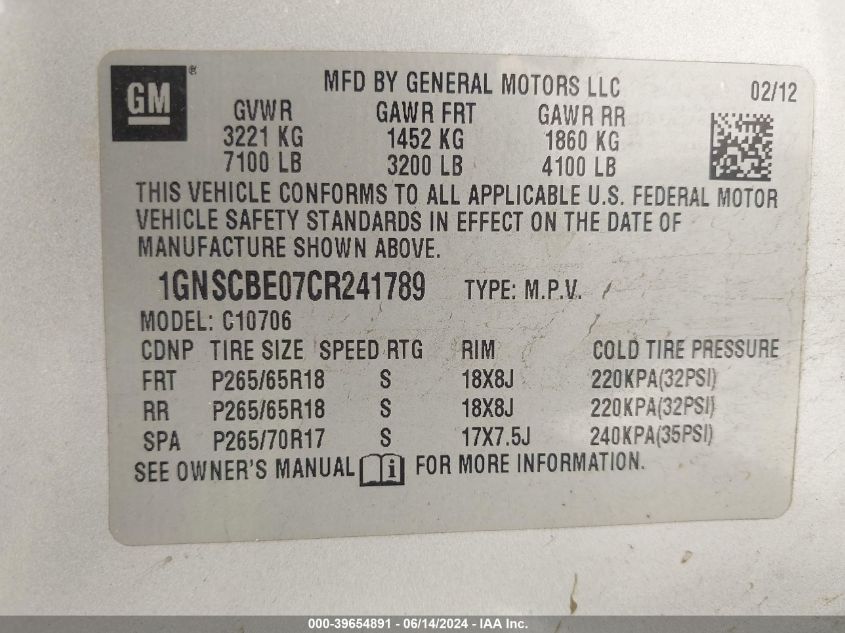 GM ® MFD BY GENERAL MOTORS LLC 02/12
GVWR GAWR FRT GAWR RR
3221 KG 1452 KG 1860 KG
7100 LB 3200 LB 4100 LB
THIS VEHICLE CONFORMS TO ALL APPLICABLE U.S. FEDERAL MOTOR
VEHICLE SAFETY STANDARDS IN EFFECT ON THE DATE OF
MANUFACTURE SHOWN ABOVE.
1GNSCBE07CR241789 TYPE: M.P.V.
MODEL: C10706
CDNP TIRE SIZE SPEED RTG RIM COLD TIRE PRESSURE
FRT P265/65R18 S 18X8J 220KPA(32PSI)
RR P265/65R18 S 18X8J 220KPA(32PSI)
SPA P265/70R17 S 17X7.5J 240KPA(35PSI)
SEE OWNER'S MANUAL i FOR MORE INFORMATION.
000-39654891 - 06/14/2024 - IAA Inc.